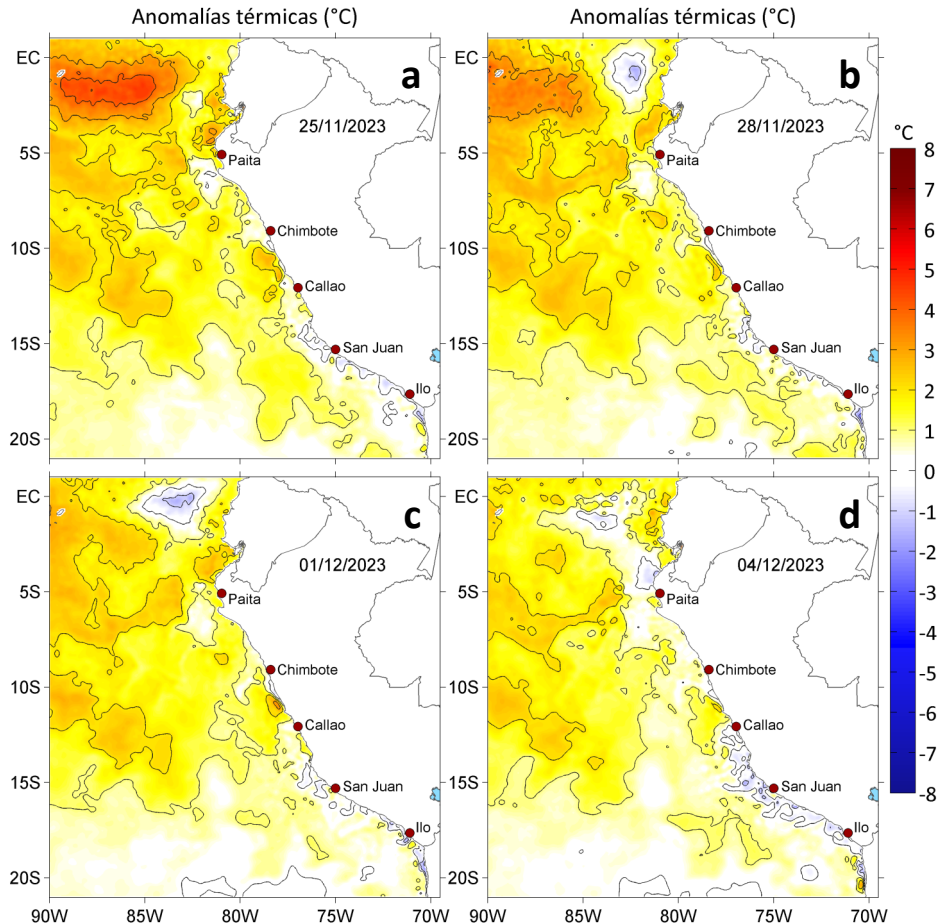 Anomalías térmicas (°C)
Anomalías térmicas (°C)
EC
5S
10S
15S
20S
a
25/11/2023
Paita
Chimbote
Callao
San Juan
Ilo
EC
5S
10S
15S
20S
b
28/11/2023
Paita
Chimbote
Callao
San Juan
Ilo
EC
5S
10S
15S
20S
c
01/12/2023
Paita
Chimbote
Callao
San Juan
Ilo
90W 85W 80W 75W 70W
EC
5S
10S
15S
20S
d
04/12/2023
Paita
Chimbote
Callao
San Juan
Ilo
90W 85W 80W 75W 70W
°C
8
7
6
5
4
3
2
1
0
-1
-2
-3
-4
-5
-6
-7
-8